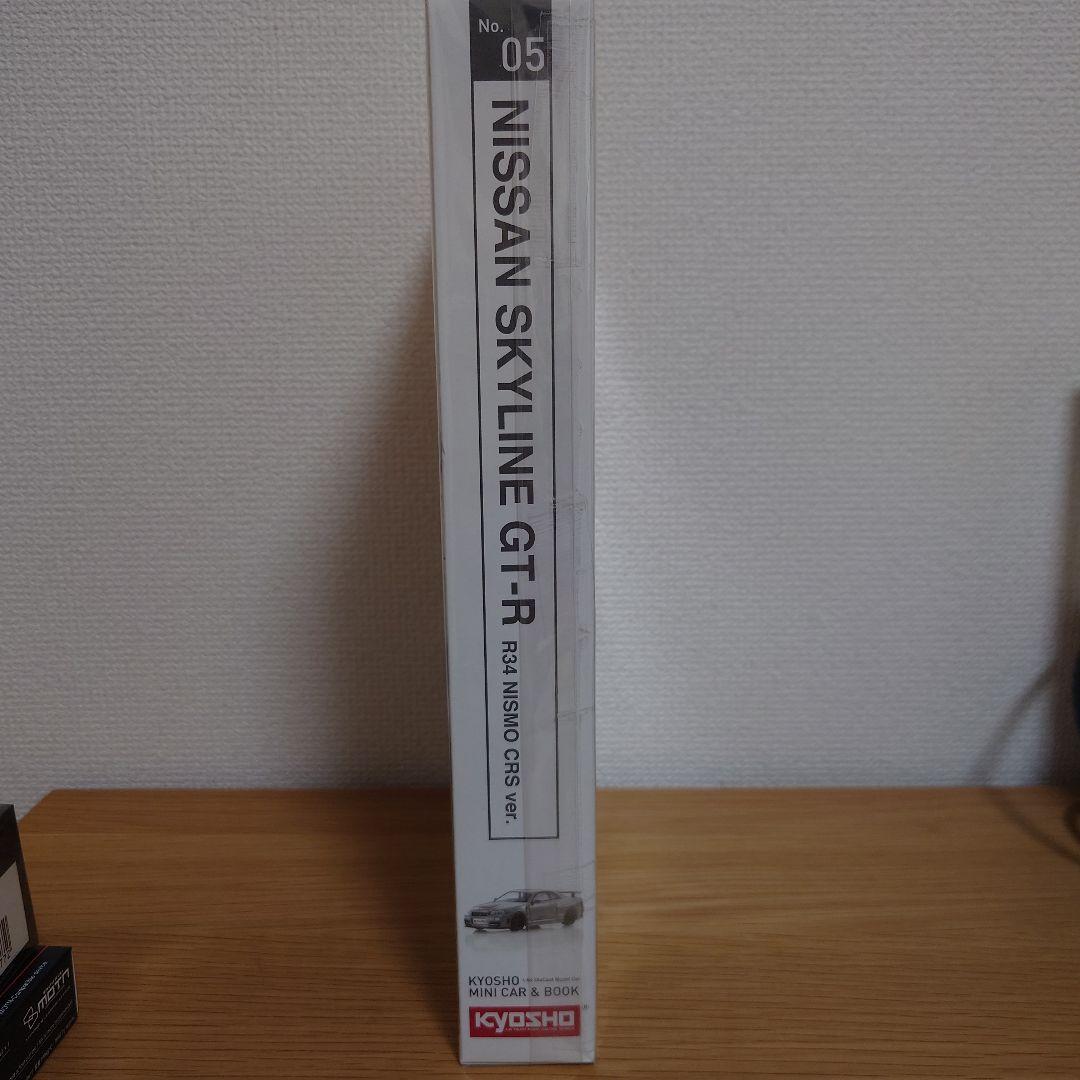 No.
05
NISSAN SKYLINE GT-R R34 NISMO CRS ver.
KYOSHO
MINI CAR & BOOK
KYOSHO